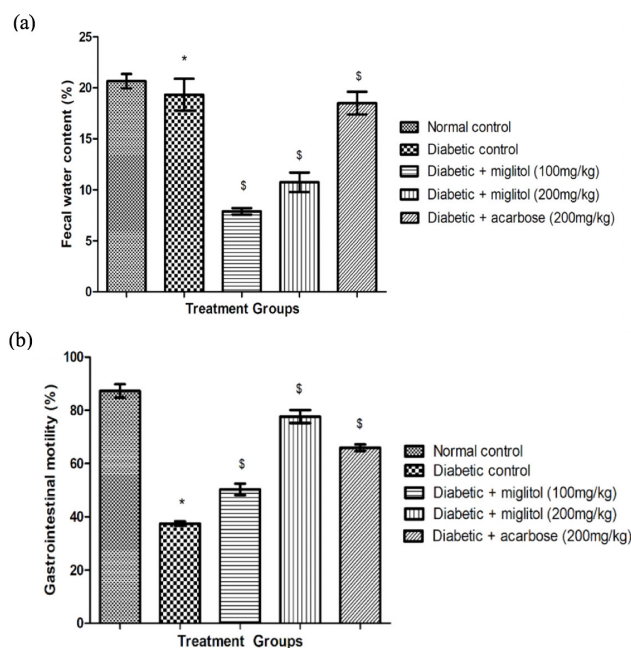 (a)
25
20
15
10
5
0
Fecal water content (%)
*
$
$
$
Treatment Groups
Normal control
Diabetic control
Diabetic + miglitol (100mg/kg)
Diabetic + miglitol (200mg/kg)
Diabetic + acarbose (200mg/kg)
(b)
100
80
60
40
20
0
Gastrointestinal motility (%)
*
$
$
$
Treatment Groups
Normal control
Diabetic control
Diabetic + miglitol (100mg/kg)
Diabetic + miglitol (200mg/kg)
Diabetic + acarbose (200mg/kg)